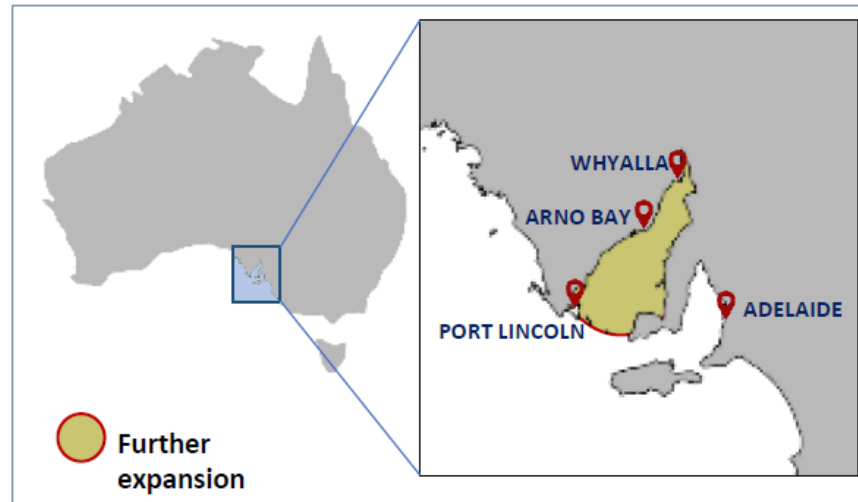 WHYALLA
ARNO BAY
PORT LINCOLN
ADELAIDE
Further
expansion